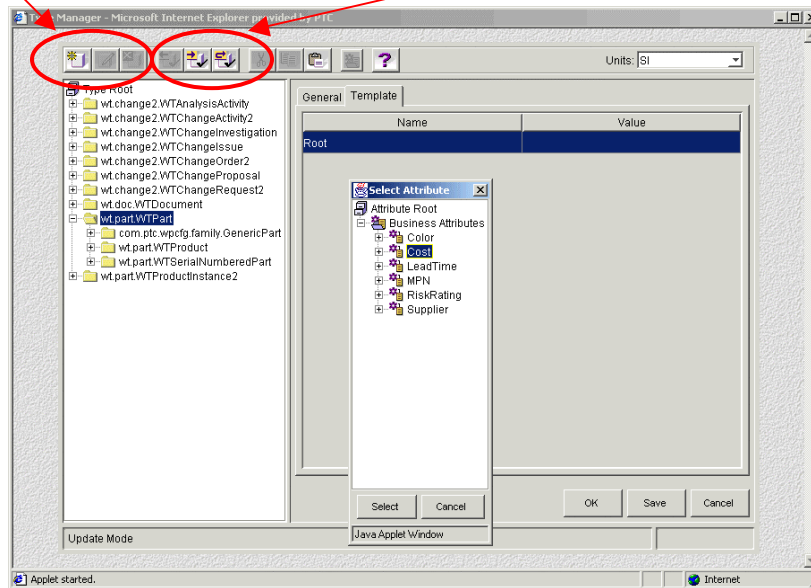 Type Manager - Microsoft Internet Explorer provided by PTC
Units: SI
Type Root
wt.change2.WTAnalysisActivity
wt.change2.WTChangeActivity2
wt.change2.WTChangeInvestigation
wt.change2.WTChangeIssue
wt.change2.WTChangeOrder2
wt.change2.WTChangeProposal
wt.change2.WTChangeRequest2
wt.doc.WTDocument
wt.part.WTPart
com.ptc.wpcfg.family.GenericPart
wt.part.WTProduct
wt.part.WTSerialNumberedPart
wt.part.WTProductInstance2
General Template
Name Value
Root
Select Attribute
Attribute Root
Business Attributes
Color
Cost
LeadTime
MPN
RiskRating
Supplier
Select Cancel
Java Applet Window
OK Save Cancel
Update Mode
Applet started. Internet